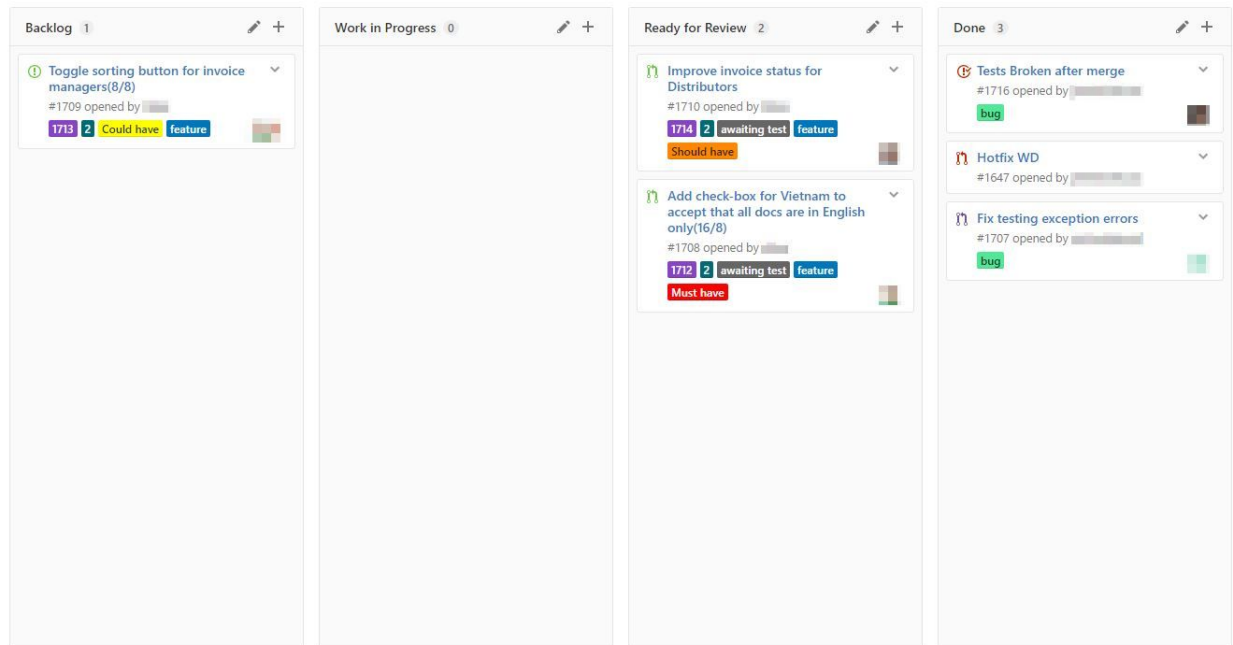 Backlog 1
Toggle sorting button for invoice
managers(8/8)
#1709 opened by
1713 2 Could have feature
Work in Progress 0
Ready for Review 2
Improve invoice status for
Distributors
#1710 opened by
1714 2 awaiting test feature
Should have
Add check-box for Vietnam to
accept that all docs are in English
only(16/8)
#1708 opened by
1712 2 awaiting test feature
Must have
Done 3
Tests Broken after merge
#1716 opened by
bug
Hotfix WD
#1647 opened by
Fix testing exception errors
#1707 opened by
bug